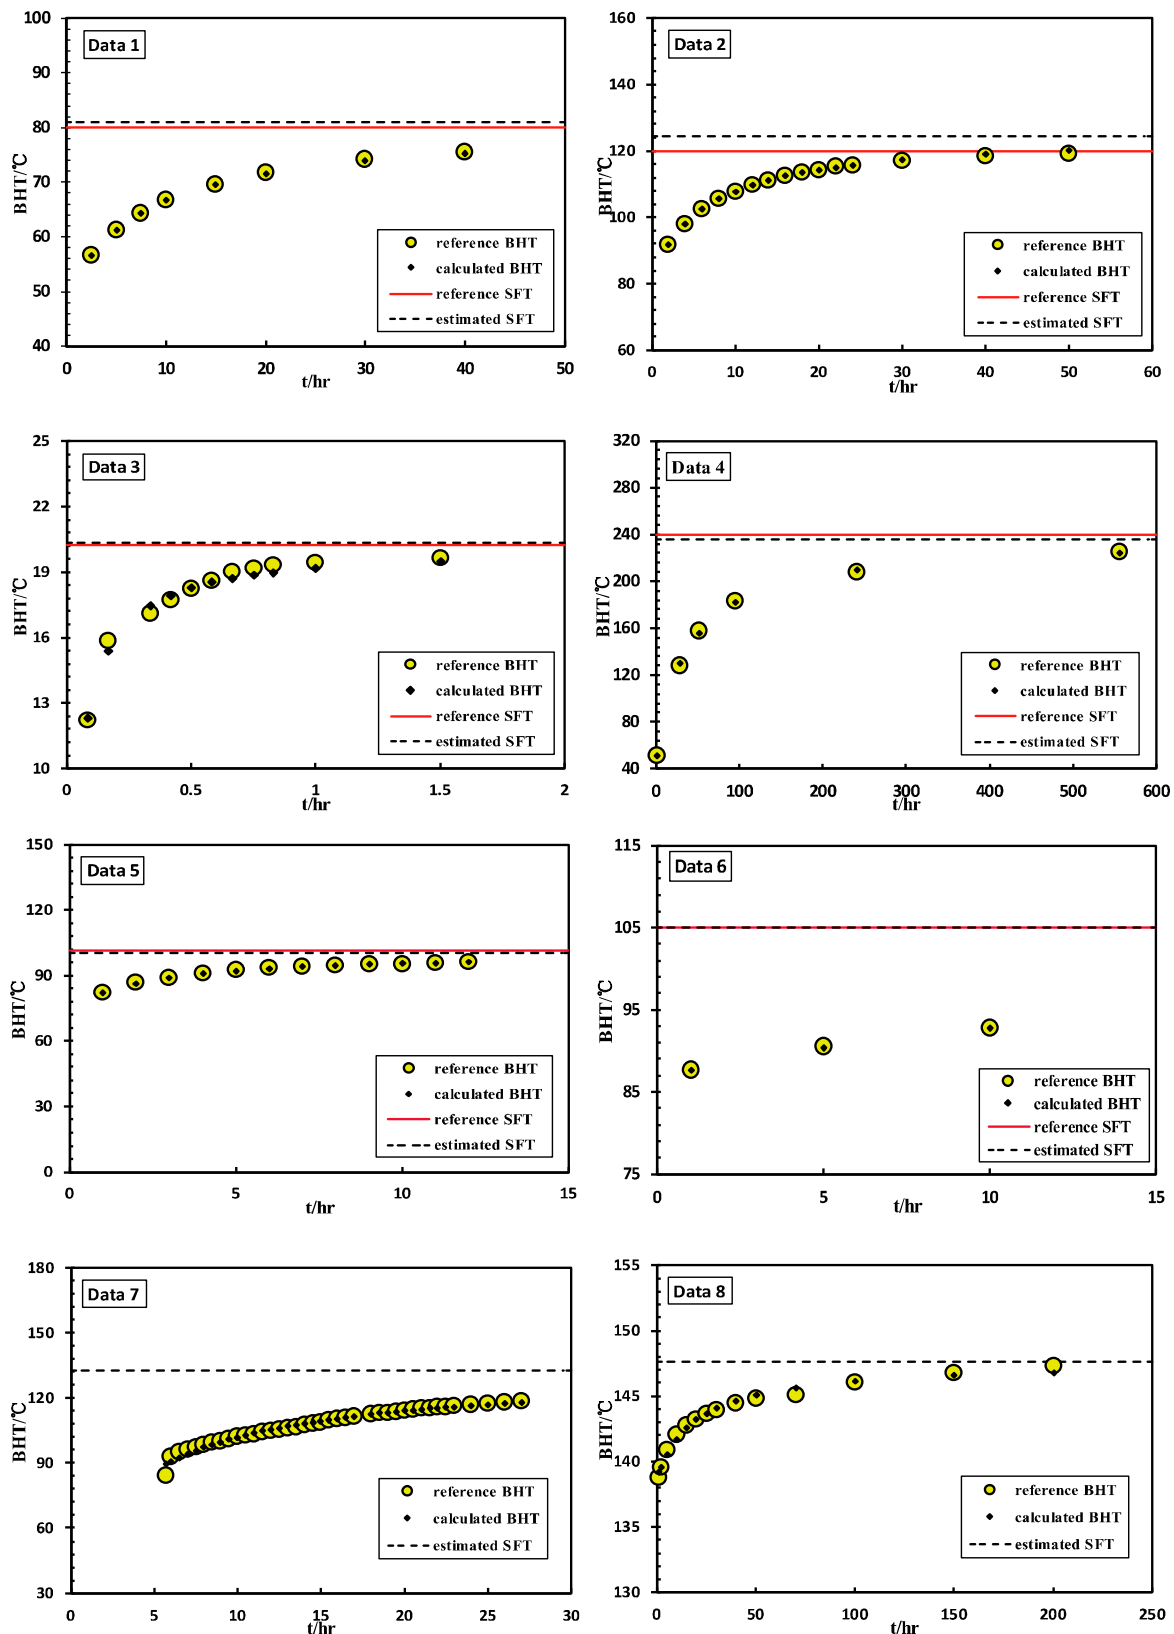 Data 1
BHT/℃
100
90
80
70
60
50
40
0
10
20
30
40
50
t/hr
reference BHT
calculated BHT
reference SFT
estimated SFT
Data 2
BHT/℃
160
140
120
100
80
60
0
10
20
30
40
50
60
t/hr
reference BHT
calculated BHT
reference SFT
estimated SFT
Data 3
BHT/℃
25
22
19
16
13
10
0
0.5
1
1.5
2
t/hr
reference BHT
calculated BHT
reference SFT
estimated SFT
Data 4
BHT/℃
320
280
240
200
160
120
80
40
0
100
200
300
400
500
600
t/hr
reference BHT
calculated BHT
reference SFT
estimated SFT
Data 5
BHT/℃
150
120
90
60
30
0
0
5
10
15
t/hr
reference BHT
calculated BHT
reference SFT
estimated SFT
Data 6
BHT/℃
115
105
95
85
75
0
5
10
15
t/hr
reference BHT
calculated BHT
reference SFT
estimated SFT
Data 7
BHT/℃
180
150
120
90
60
30
0
5
10
15
20
25
30
t/hr
reference BHT
calculated BHT
estimated SFT
Data 8
BHT/℃
155
150
145
140
135
130
0
50
100
150
200
250
t/hr
reference BHT
calculated BHT
estimated SFT